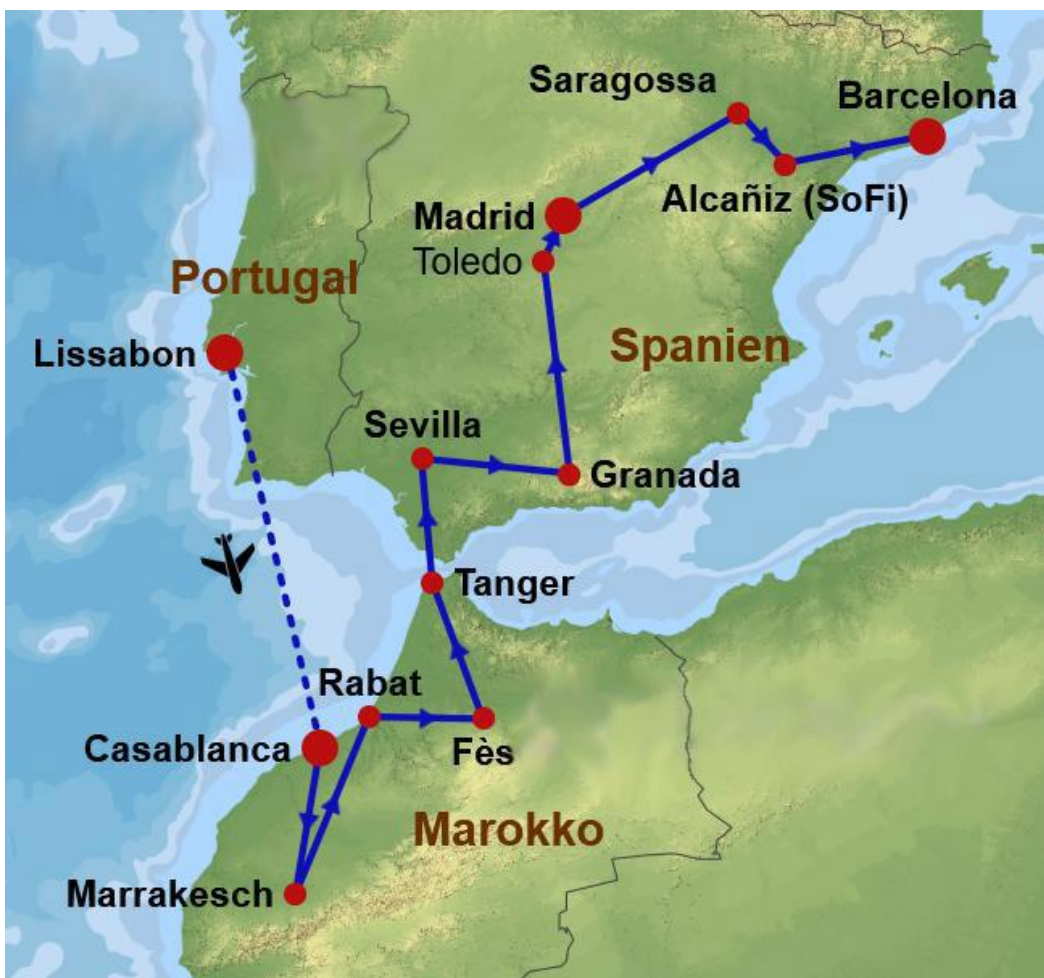 Saragossa
Barcelona
Alcañiz (SoFi)
Madrid
Toledo
Portugal
Spanien
Lissabon
Sevilla
Granada
Tanger
Rabat
Casablanca
Fès
Marokko
Marrakesch